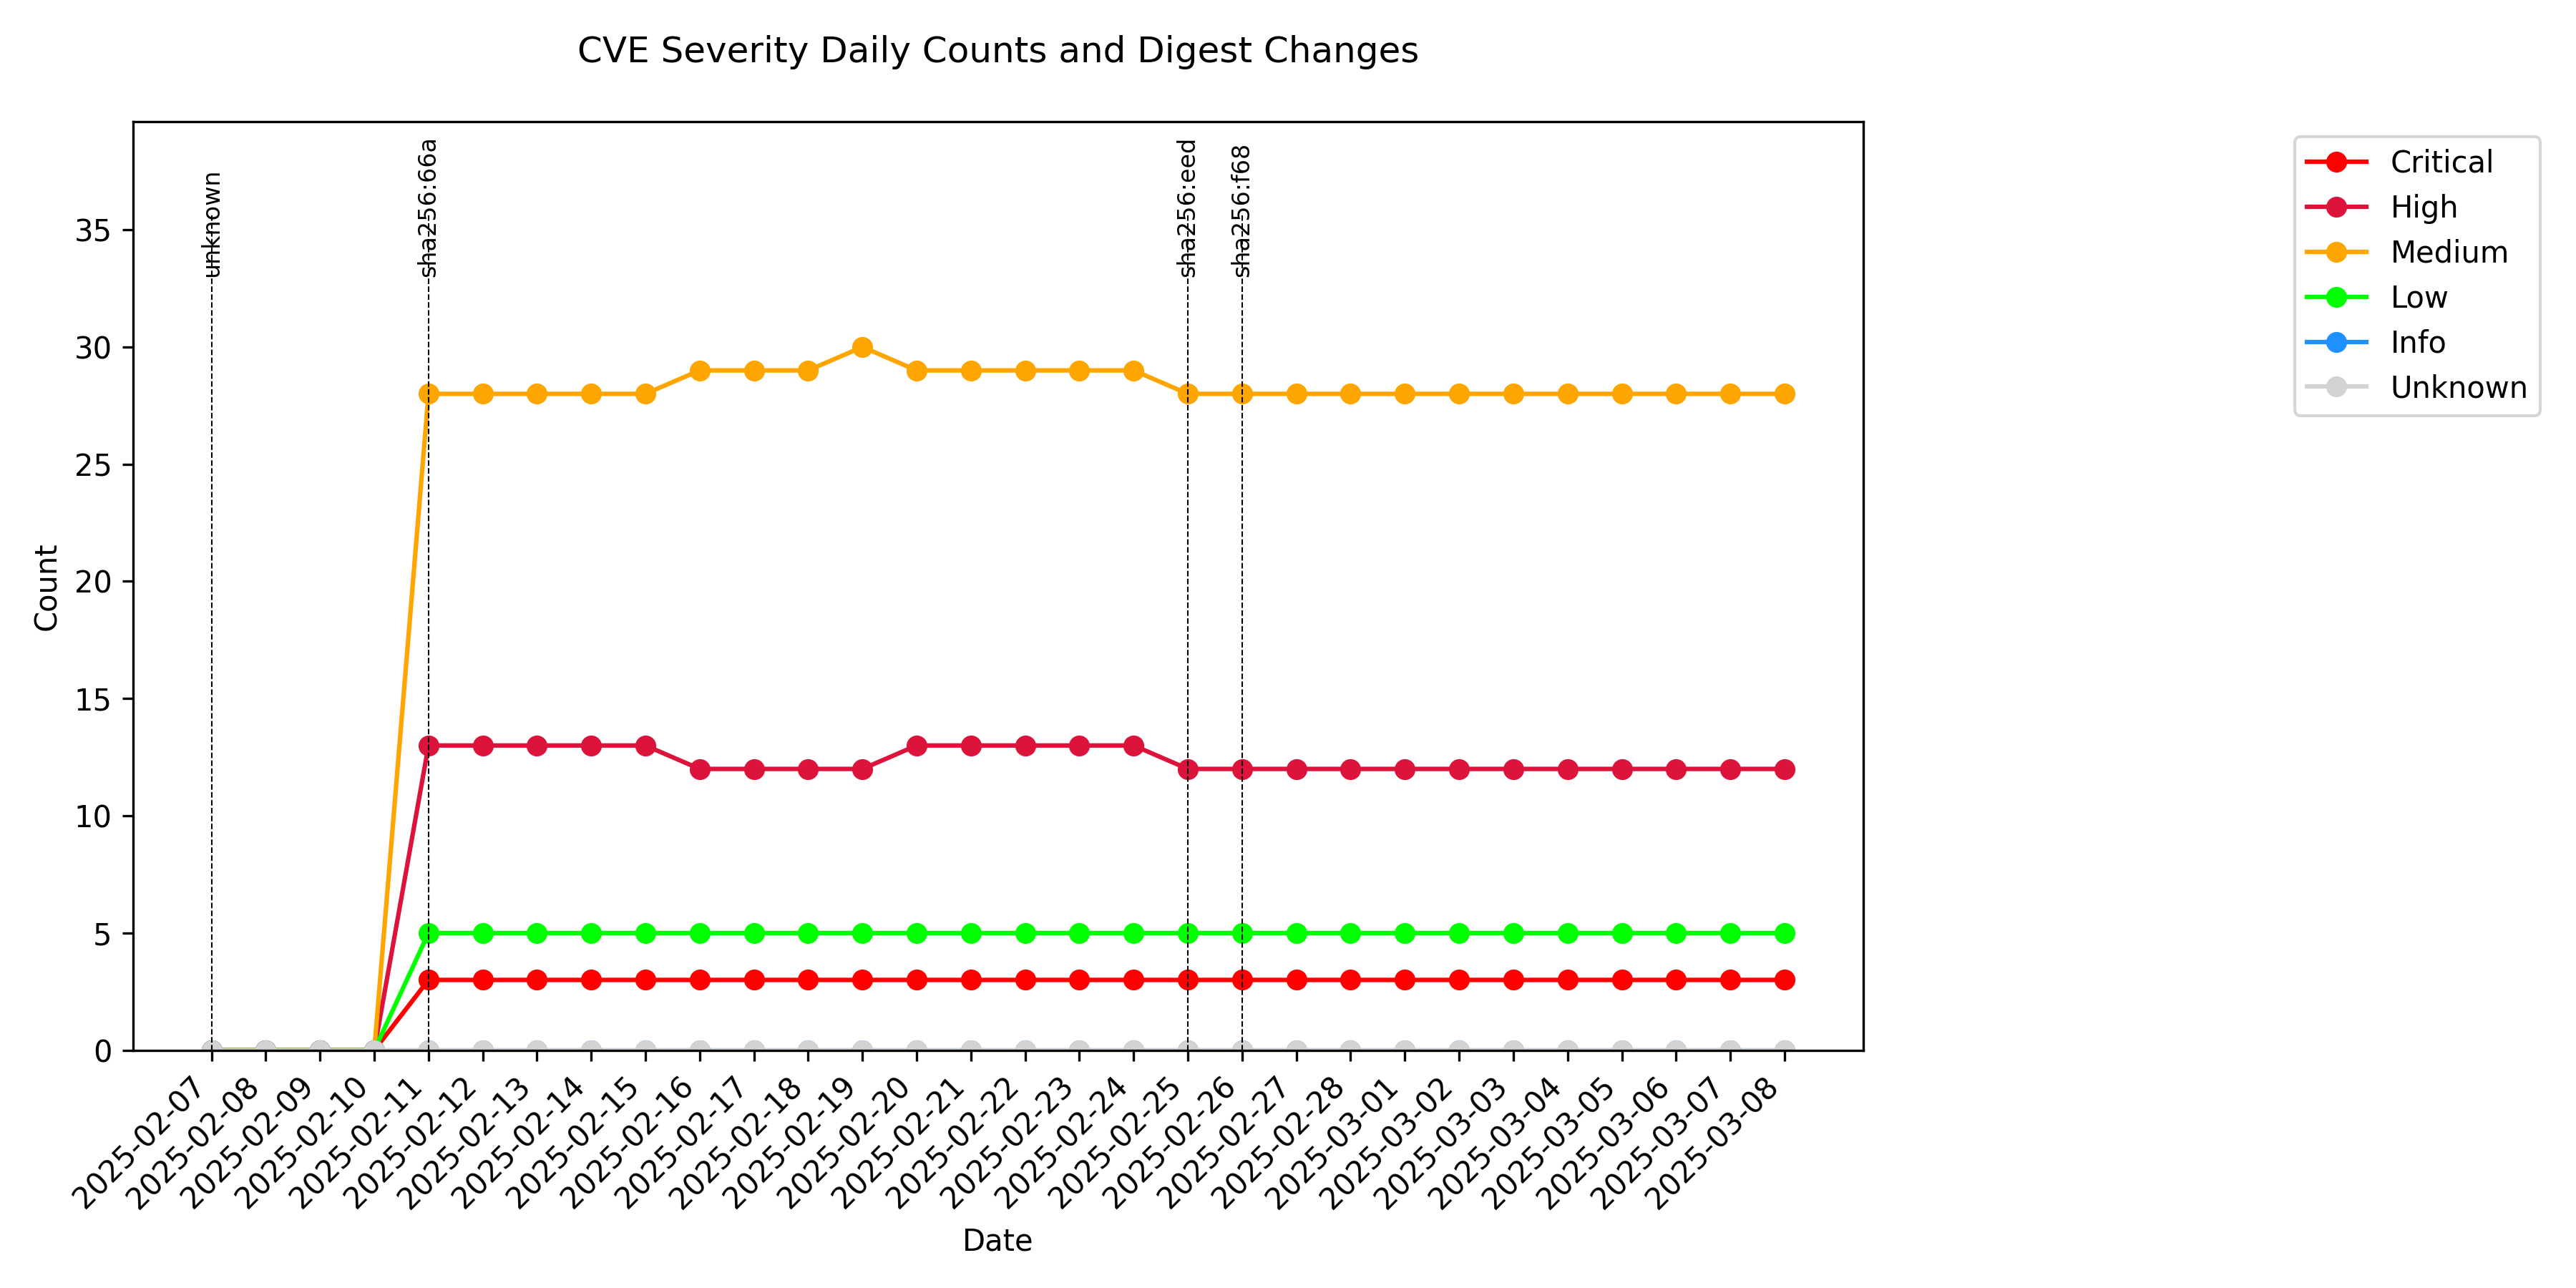 CVE Severity Daily Counts and Digest Changes
unknown
sha256:66a
sha256:eed
sha256:f68
Critical
High
Medium
Low
Info
Unknown
35
30
25
20
15
10
5
0
Count
2025-02-07
2025-02-08
2025-02-09
2025-02-10
2025-02-11
2025-02-12
2025-02-13
2025-02-14
2025-02-15
2025-02-16
2025-02-17
2025-02-18
2025-02-19
2025-02-20
2025-02-21
2025-02-22
2025-02-23
2025-02-24
2025-02-25
2025-02-26
2025-02-27
2025-02-28
2025-03-01
2025-03-02
2025-03-03
2025-03-04
2025-03-05
2025-03-06
2025-03-07
2025-03-08
Date